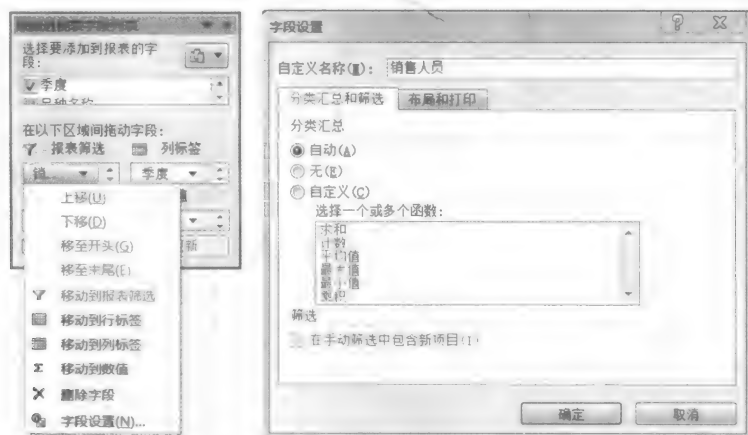 选择要添加到报表的字
段:
季度
品种名称
在以下区域间拖动字段:
报表筛选 列标签
销... 季度
上移(U)
下移(D)
移至开头(G)
移至末尾(E)
移动到报表筛选
移动到行标签
移动到列标签
Σ 移动到数值
删除字段
字段设置(N)...
字段设置
自定义名称(M): 销售人员
分类汇总和筛选 布局和打印
分类汇总
自动(A)
无(E)
自定义(C)
选择一个或多个函数:
求和
计数
平均值
最大值
最小值
乘积
筛选
在手动筛选中包含新项目(I)
确定 取消